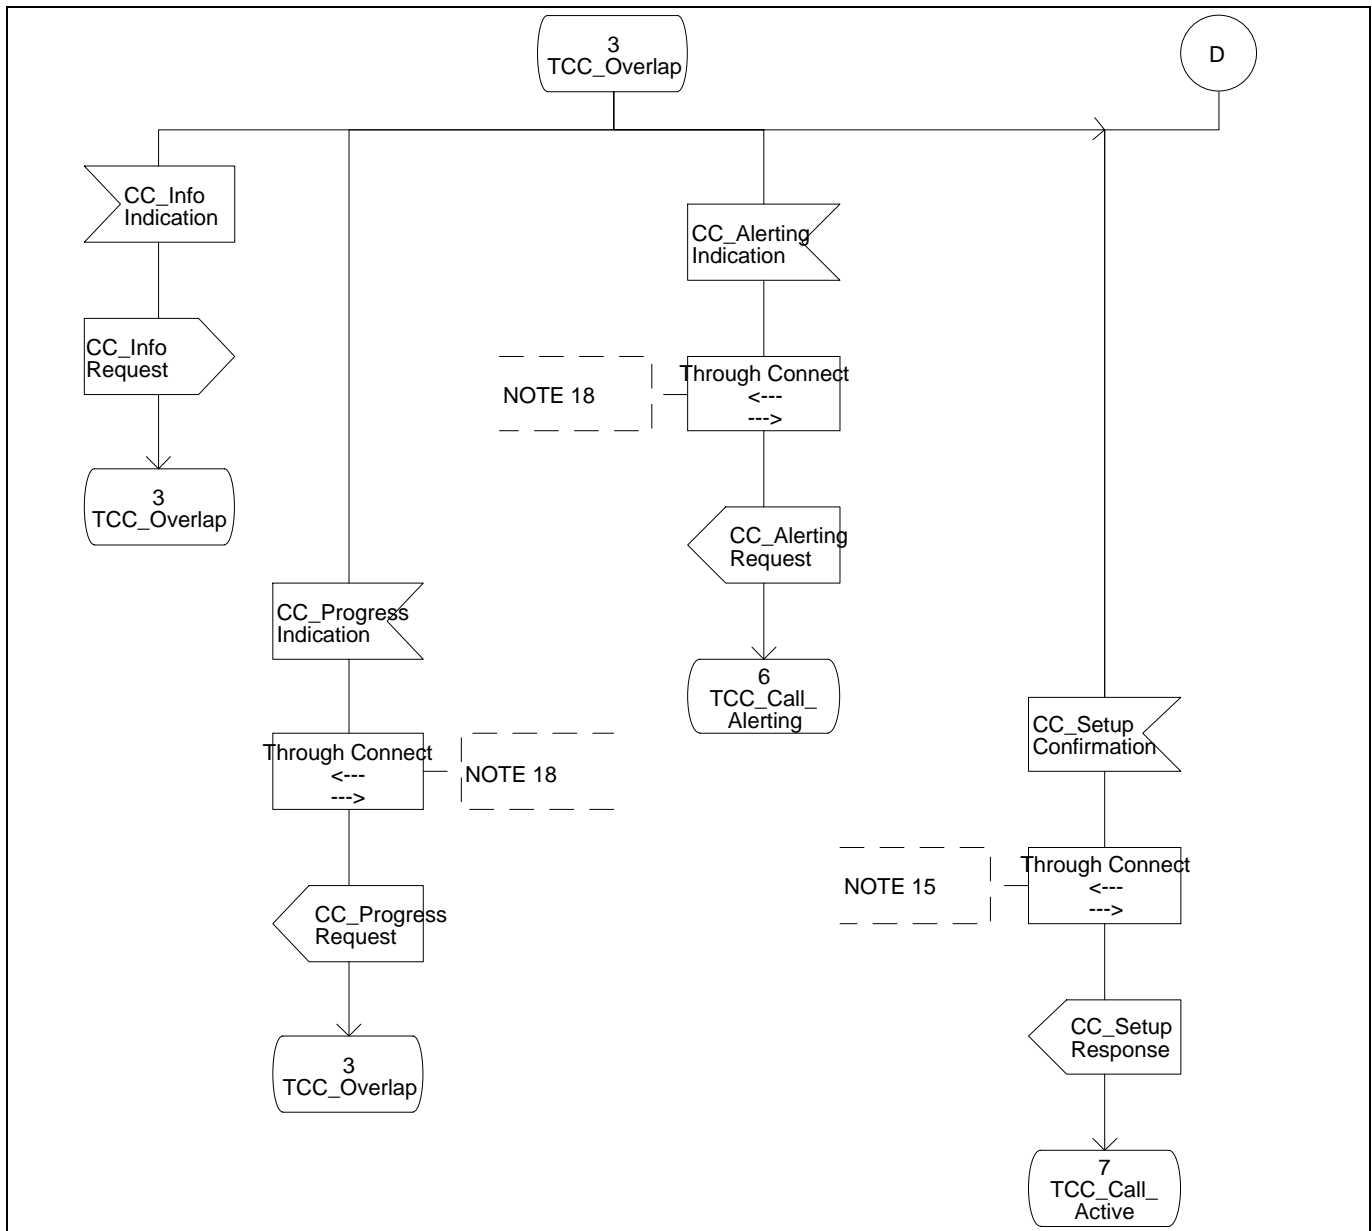 3
TCC_Overlap
D
CC_Info
Indication
CC_Alerting
Indication
CC_Info
Request
NOTE 18
Through Connect
<---
--->
3
TCC_Overlap
CC_Alerting
Request
CC_Progress
Indication
6
TCC_Call_
Alerting
CC_Setup
Confirmation
Through Connect
<---
--->
NOTE 18
NOTE 15
Through Connect
<---
--->
CC_Progress
Request
CC_Setup
Response
3
TCC_Overlap
7
TCC_Call_
Active